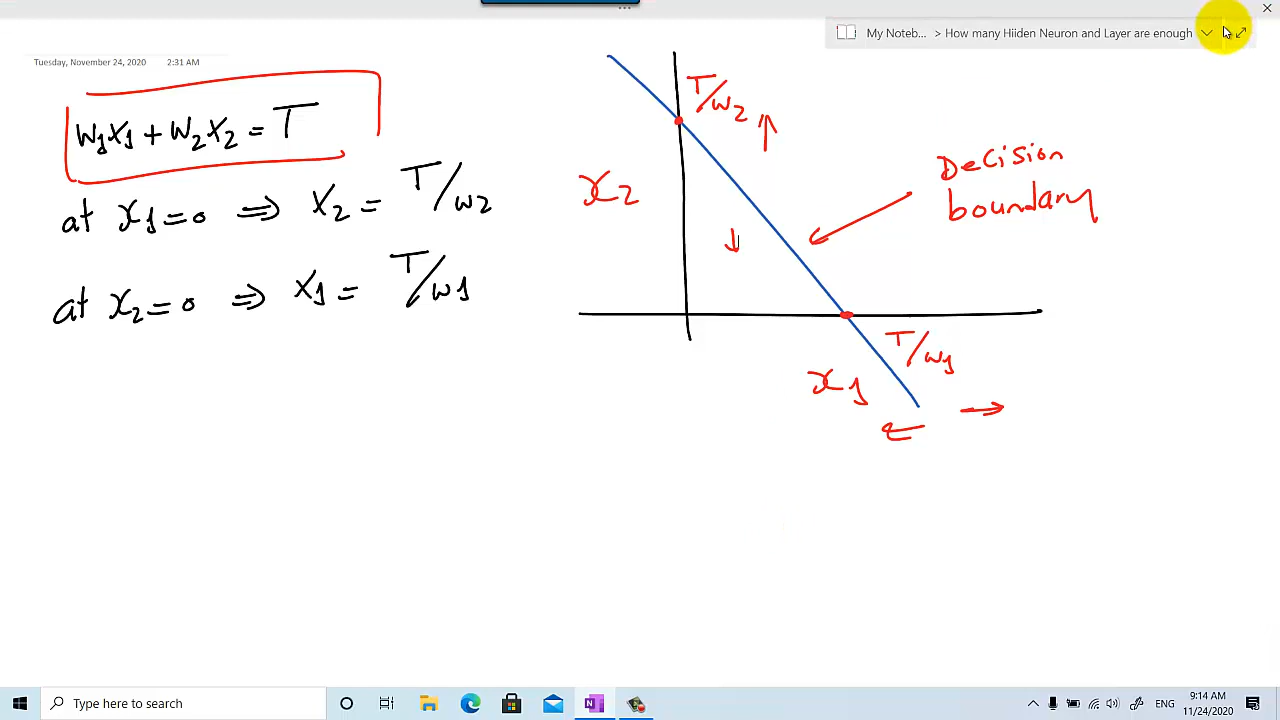 My Noteb... > How many Hiiden Neuron and Layer are enough
Tuesday, November 24, 2020 2:31 AM
w1x1 + w2x2 = T
at x1=0 ⟹ x2 = T/w2
at x2=0 ⟹ x1 = T/w1
T/w2
x2
Decision
boundary
T/w1
x1
Type here to search
ENG
9:14 AM
11/24/2020